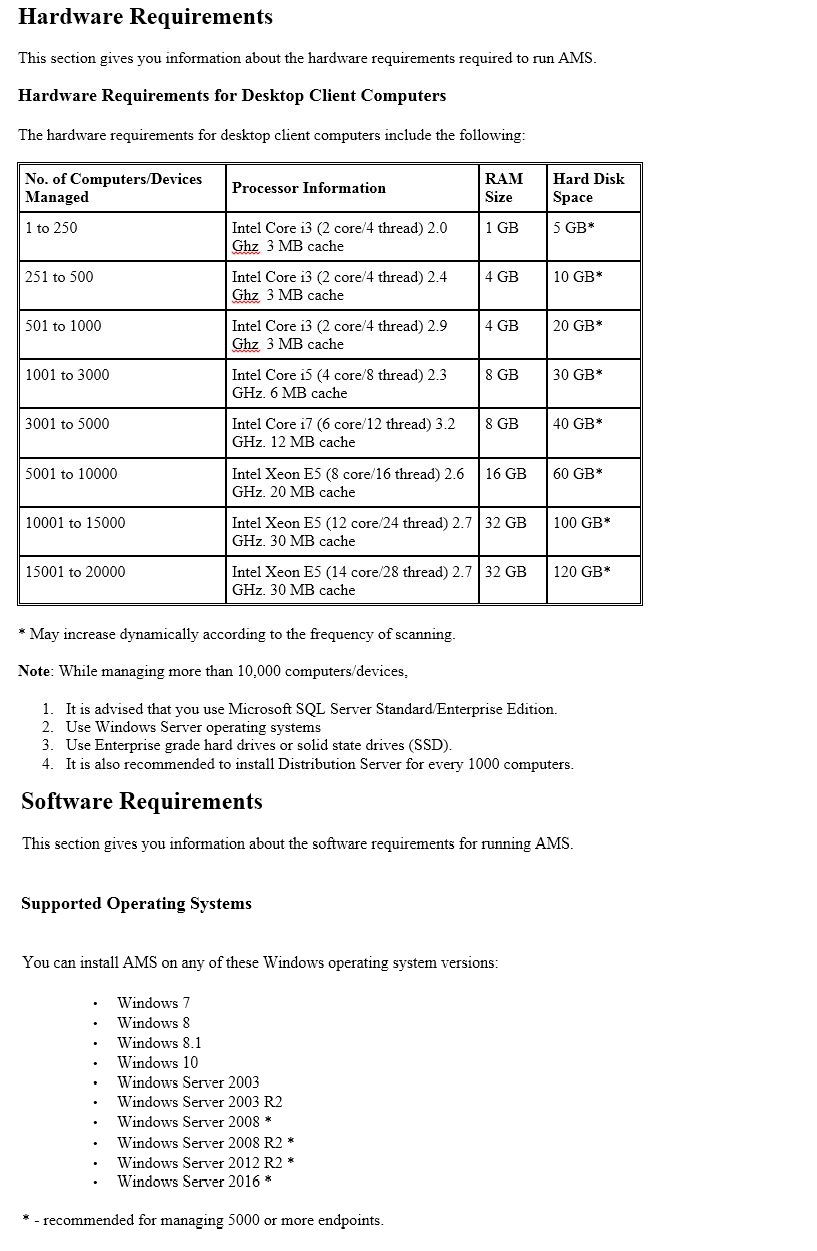 Hardware Requirements
This section gives you information about the hardware requirements required to run AMS.
Hardware Requirements for Desktop Client Computers
The hardware requirements for desktop client computers include the following:
No. of Computers/Devices Managed Processor Information RAM Size Hard Disk Space
1 to 250 Intel Core i3 (2 core/4 thread) 2.0 1 GB 5 GB*
Ghz 3 MB cache
251 to 500 Intel Core i3 (2 core/4 thread) 2.4 4 GB 10 GB*
Ghz 3 MB cache
501 to 1000 Intel Core i3 (2 core/4 thread) 2.9 4 GB 20 GB*
Ghz 3 MB cache
1001 to 3000 Intel Core i5 (4 core/8 thread) 2.3 8 GB 30 GB*
GHz. 6 MB cache
3001 to 5000 Intel Core i7 (6 core/12 thread) 3.2 8 GB 40 GB*
GHz. 12 MB cache
5001 to 10000 Intel Xeon E5 (8 core/16 thread) 2.6 16 GB 60 GB*
GHz. 20 MB cache
10001 to 15000 Intel Xeon E5 (12 core/24 thread) 2.7 32 GB 100 GB*
GHz. 30 MB cache
15001 to 20000 Intel Xeon E5 (14 core/28 thread) 2.7 32 GB 120 GB*
GHz. 30 MB cache
* May increase dynamically according to the frequency of scanning.
Note: While managing more than 10,000 computers/devices,
1. It is advised that you use Microsoft SQL Server Standard/Enterprise Edition.
2. Use Windows Server operating systems
3. Use Enterprise grade hard drives or solid state drives (SSD).
4. It is also recommended to install Distribution Server for every 1000 computers.
Software Requirements
This section gives you information about the software requirements for running AMS.
Supported Operating Systems
You can install AMS on any of these Windows operating system versions:
· Windows 7
· Windows 8
· Windows 8.1
· Windows 10
· Windows Server 2003
· Windows Server 2003 R2
· Windows Server 2008 *
· Windows Server 2008 R2 *
· Windows Server 2012 R2 *
· Windows Server 2016 *
* - recommended for managing 5000 or more endpoints.